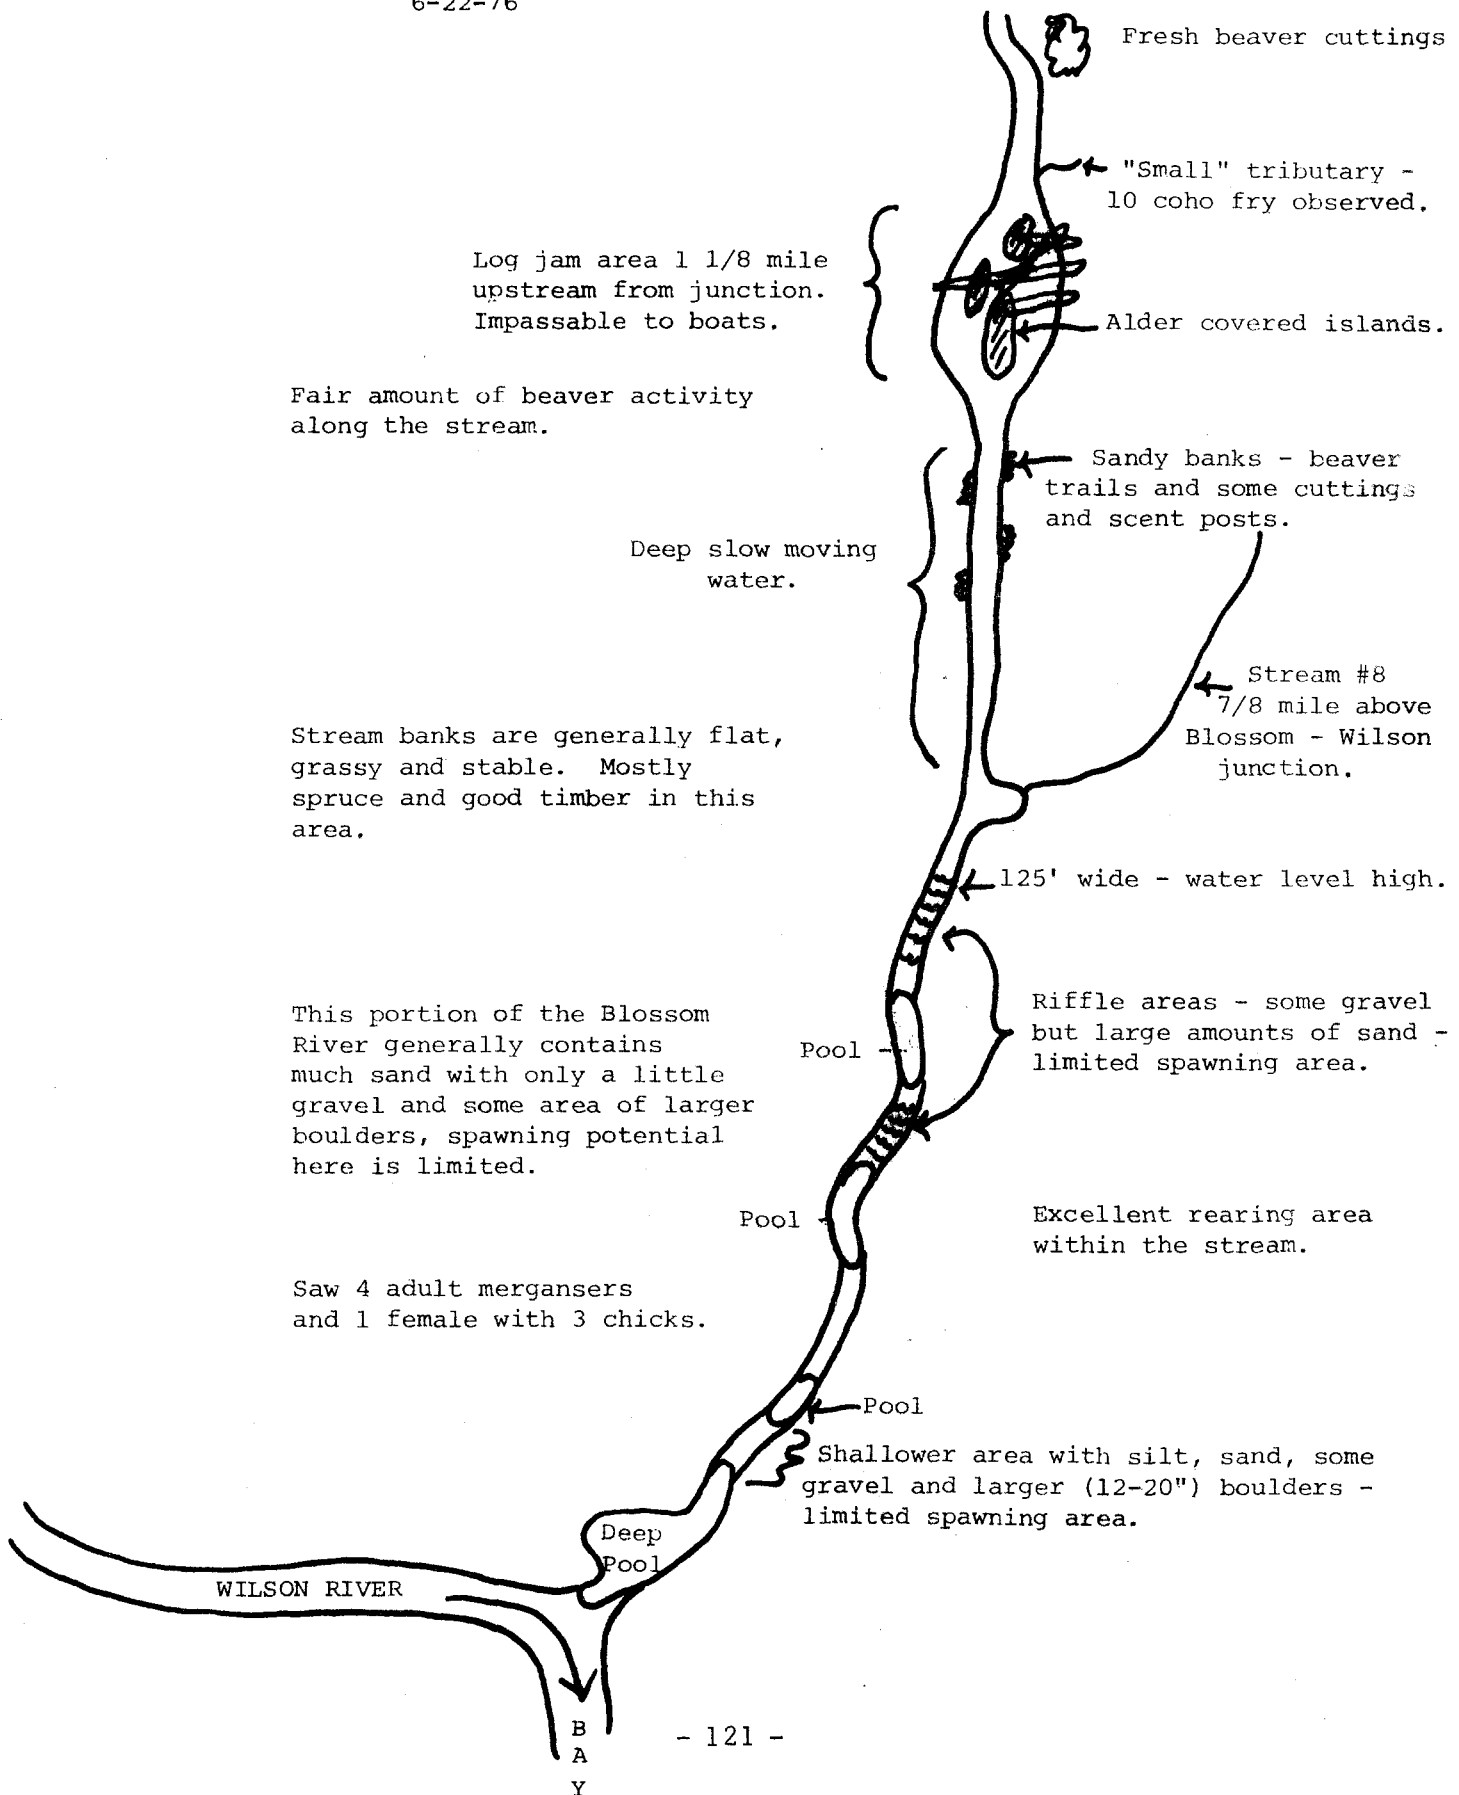 6-22-76
Fresh beaver cuttings
"Small" tributary -
10 coho fry observed.
Log jam area 1 1/8 mile
upstream from junction.
Impassable to boats.
Alder covered islands.
Fair amount of beaver activity
along the stream.
Sandy banks - beaver
trails and some cuttings
and scent posts.
Deep slow moving
water.
Stream #8
7/8 mile above
Blossom - Wilson
junction.
Stream banks are generally flat,
grassy and stable.  Mostly
spruce and good timber in this
area.
125' wide - water level high.
Riffle areas - some gravel
but large amounts of sand -
limited spawning area.
This portion of the Blossom
River generally contains
much sand with only a little
gravel and some area of larger
boulders, spawning potential
here is limited.
Pool
Pool
Excellent rearing area
within the stream.
Saw 4 adult mergansers
and 1 female with 3 chicks.
Pool
Shallower area with silt, sand, some
gravel and larger (12-20") boulders -
limited spawning area.
Deep
Pool
WILSON RIVER
B
A
Y
- 121 -